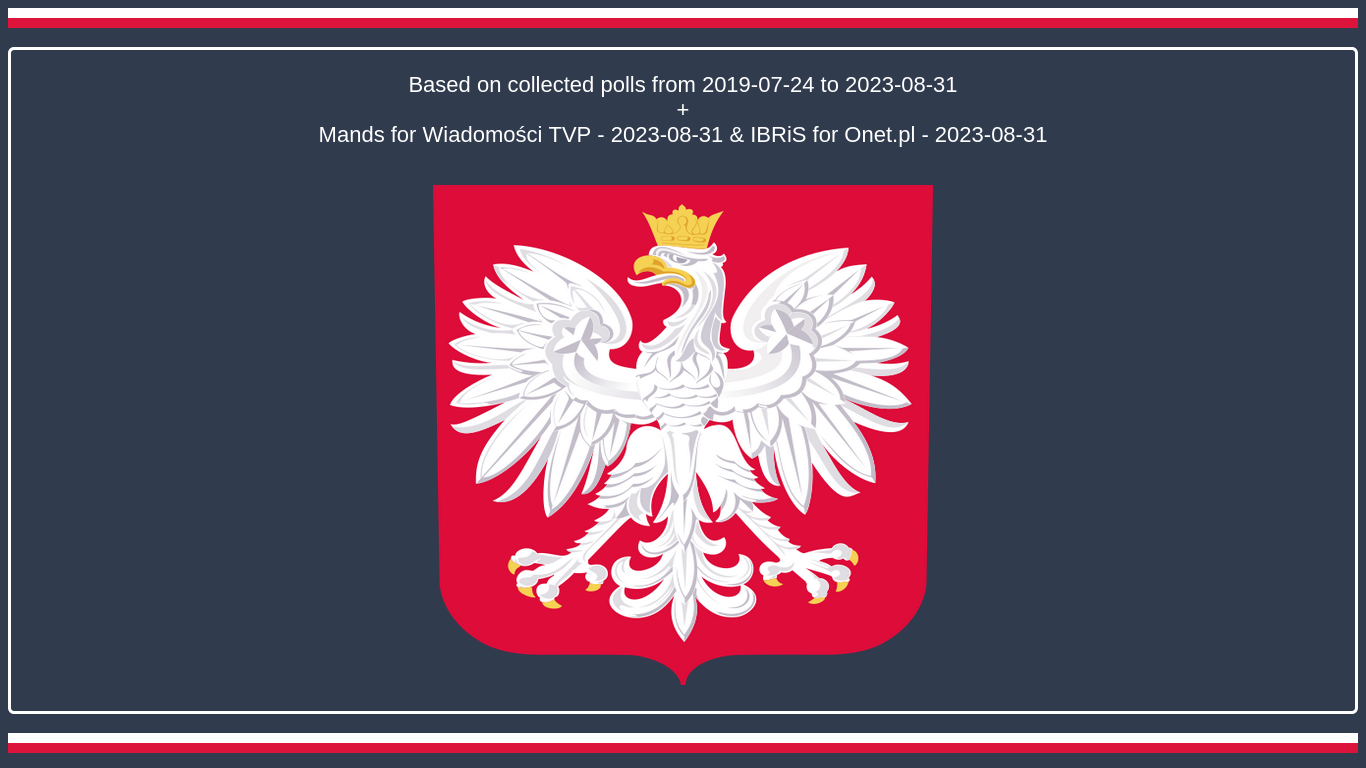 Based on collected polls from 2019-07-24 to 2023-08-31
+
Mands for Wiadomości TVP - 2023-08-31 & IBRiS for Onet.pl - 2023-08-31